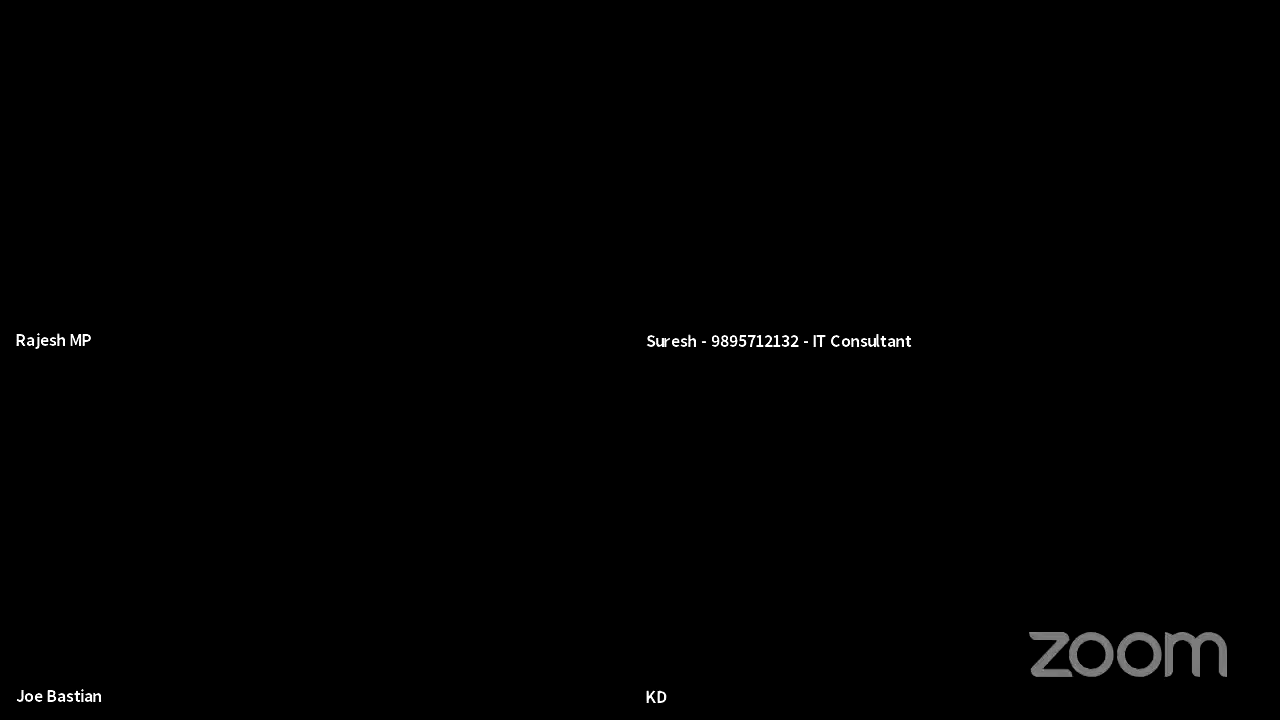 Rajesh MP
Suresh - 9895712132 - IT Consultant
Joe Bastian
KD
zoom